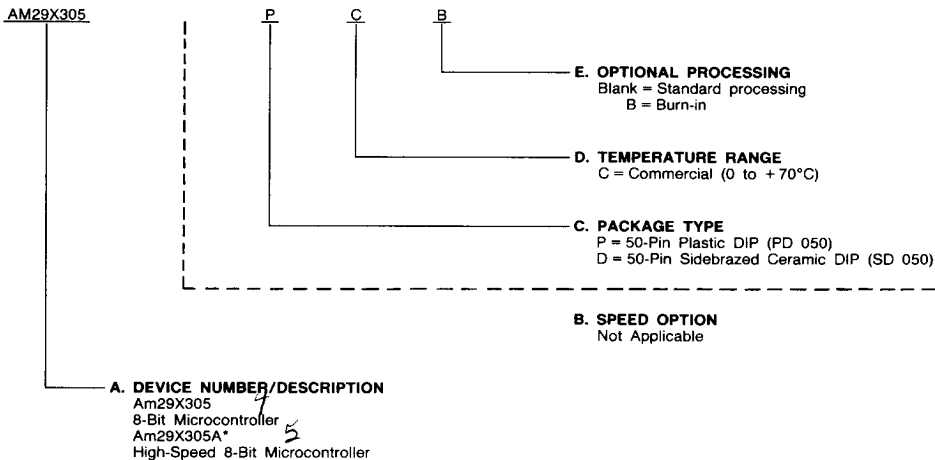 AM29X305 P C B
E. OPTIONAL PROCESSING
Blank = Standard processing
B = Burn-in
D. TEMPERATURE RANGE
C = Commercial (0 to +70°C)
C. PACKAGE TYPE
P = 50-Pin Plastic DIP (PD 050)
D = 50-Pin Sidebrazed Ceramic DIP (SD 050)
B. SPEED OPTION
Not Applicable
A. DEVICE NUMBER/DESCRIPTION
Am29X305
8-Bit Microcontroller
Am29X305A*
5
High-Speed 8-Bit Microcontroller